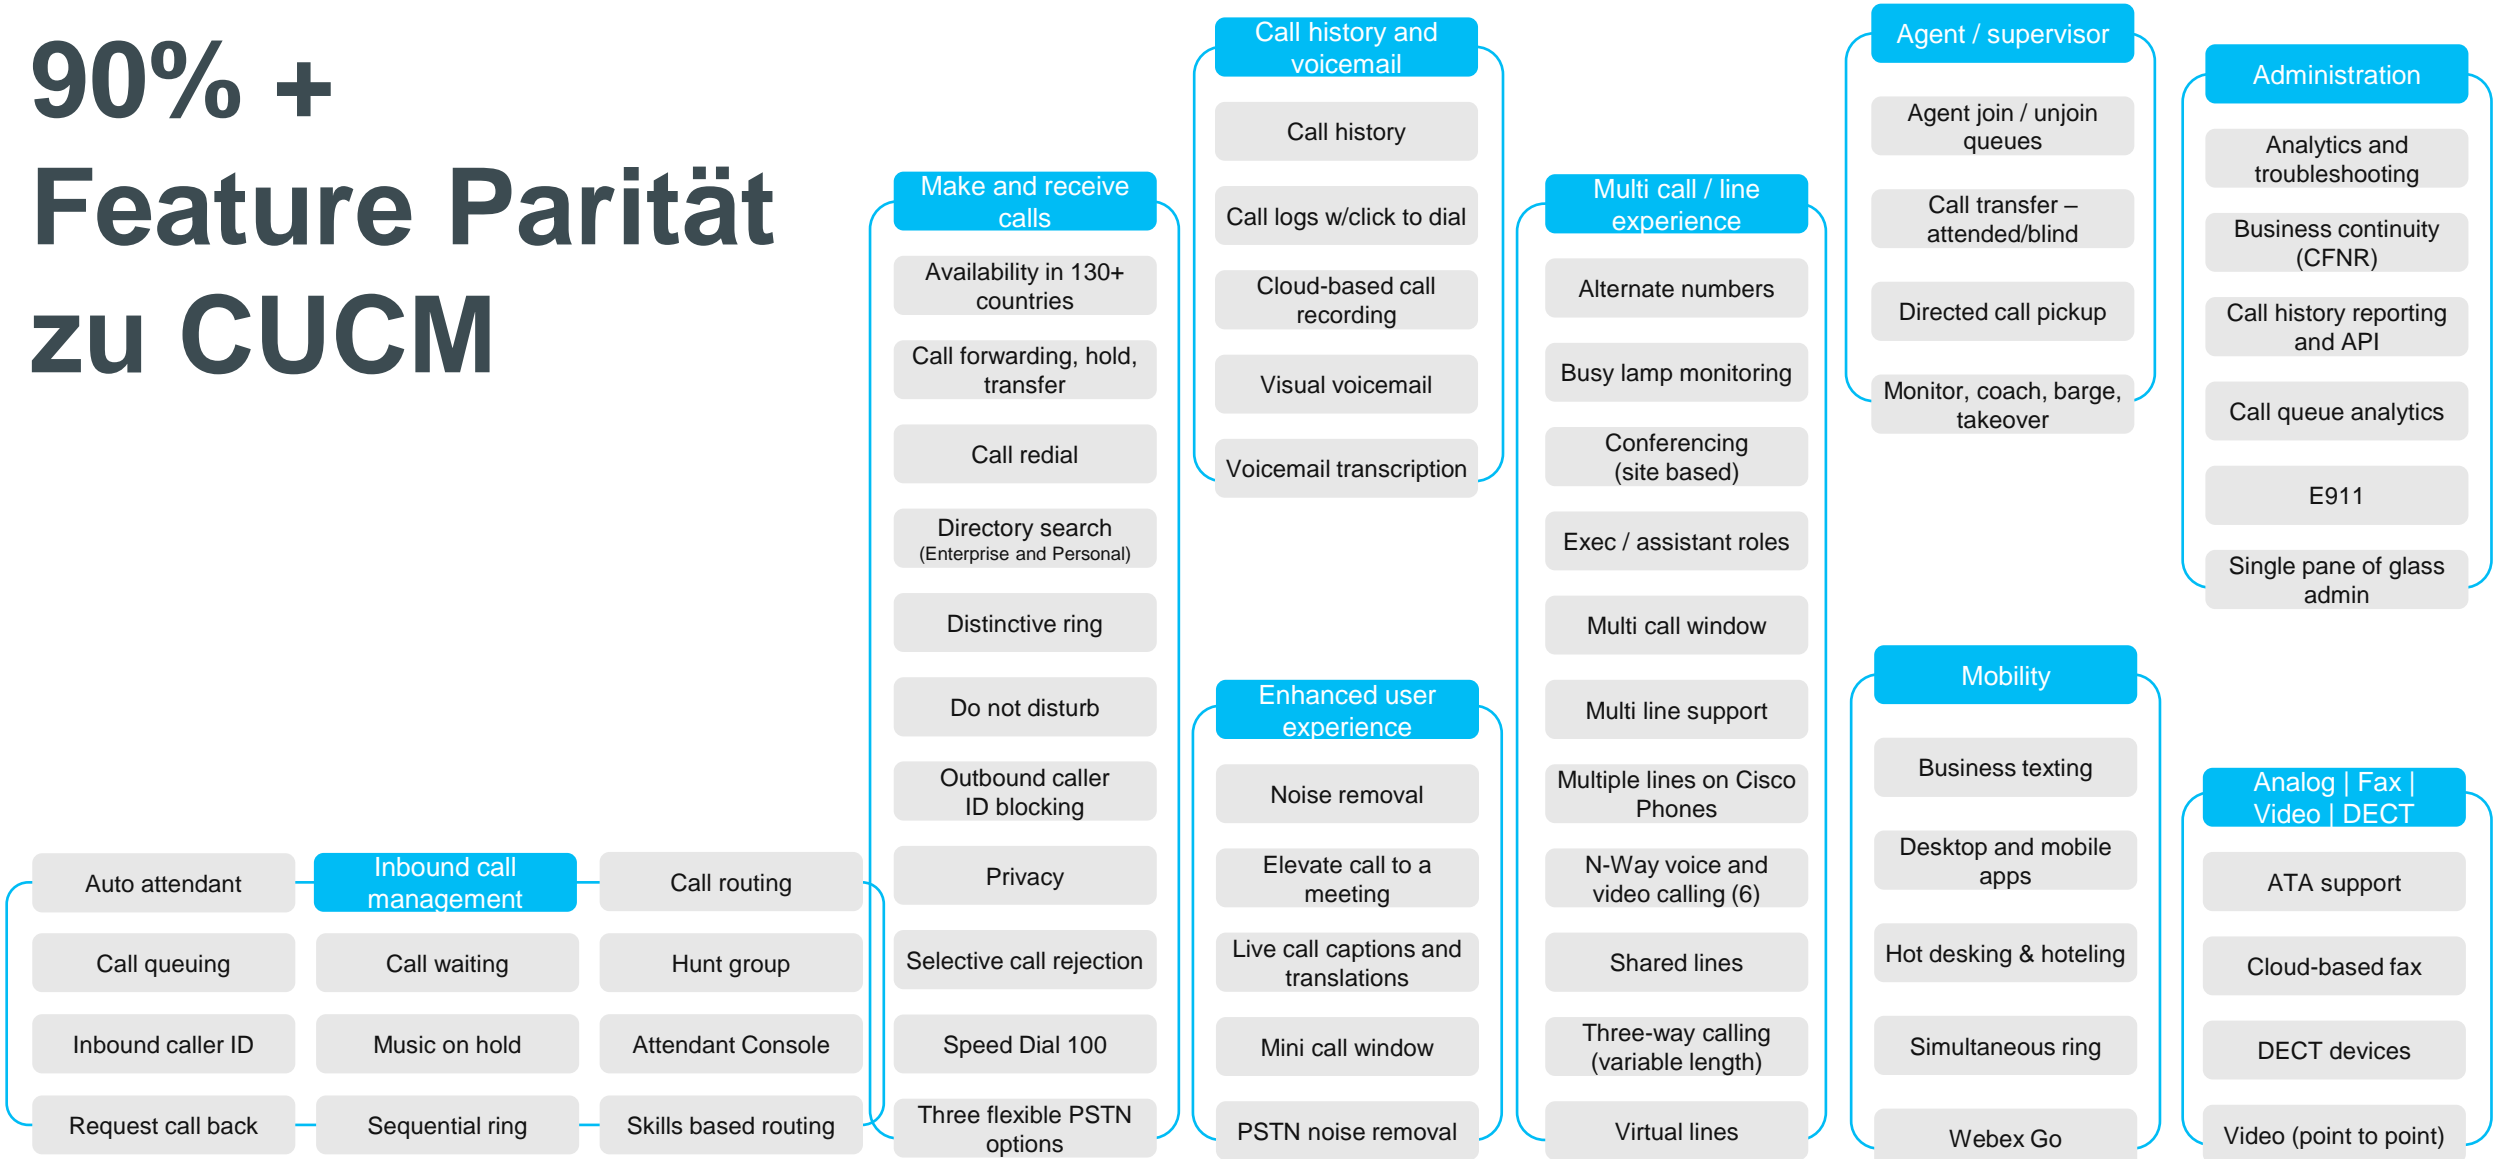 90% +
Feature Parität
zu CUCM
Inbound call
management
Auto attendant
Call routing
Call queuing
Call waiting
Hunt group
Inbound caller ID
Music on hold
Attendant Console
Request call back
Sequential ring
Skills based routing
Make and receive
calls
Availability in 130+
countries
Call forwarding, hold,
transfer
Call redial
Directory search
(Enterprise and Personal)
Distinctive ring
Do not disturb
Outbound caller
ID blocking
Privacy
Selective call rejection
Speed Dial 100
Three flexible PSTN
options
Call history and
voicemail
Call history
Call logs w/click to dial
Cloud-based call
recording
Visual voicemail
Voicemail transcription
Enhanced user
experience
Noise removal
Elevate call to a
meeting
Live call captions and
translations
Mini call window
PSTN noise removal
Multi call / line
experience
Alternate numbers
Busy lamp monitoring
Conferencing
(site based)
Exec / assistant roles
Multi call window
Multi line support
Multiple lines on Cisco
Phones
N-Way voice and
video calling (6)
Shared lines
Three-way calling
(variable length)
Virtual lines
Agent / supervisor
Agent join / unjoin
queues
Call transfer –
attended/blind
Directed call pickup
Monitor, coach, barge,
takeover
Mobility
Business texting
Desktop and mobile
apps
Hot desking & hoteling
Simultaneous ring
Webex Go
Administration
Analytics and
troubleshooting
Business continuity
(CFNR)
Call history reporting
and API
Call queue analytics
E911
Single pane of glass
admin
Analog | Fax |
Video | DECT
ATA support
Cloud-based fax
DECT devices
Video (point to point)